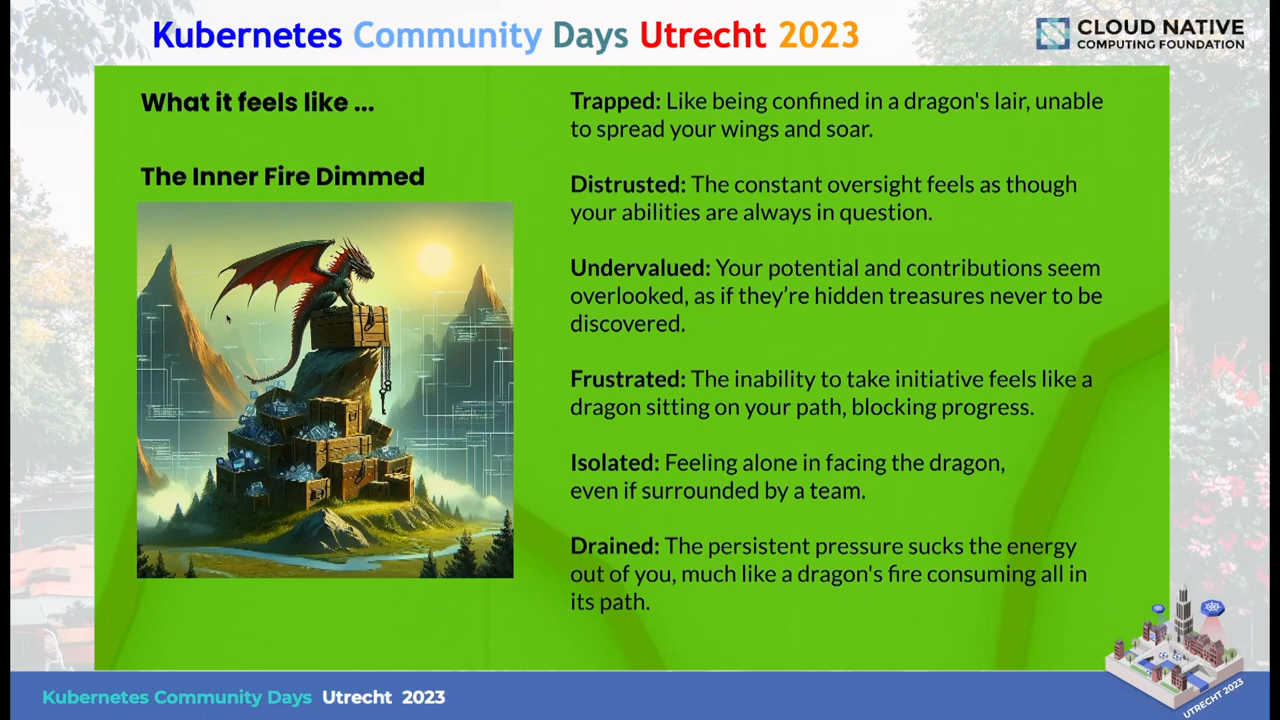 Kubernetes Community Days Utrecht 2023
CLOUD NATIVE
COMPUTING FOUNDATION
What it feels like ...
The Inner Fire Dimmed
Trapped: Like being confined in a dragon's lair, unable
to spread your wings and soar.
Distrusted: The constant oversight feels as though
your abilities are always in question.
Undervalued: Your potential and contributions seem
overlooked, as if they’re hidden treasures never to be
discovered.
Frustrated: The inability to take initiative feels like a
dragon sitting on your path, blocking progress.
Isolated: Feeling alone in facing the dragon,
even if surrounded by a team.
Drained: The persistent pressure sucks the energy
out of you, much like a dragon's fire consuming all in
its path.
Kubernetes Community Days Utrecht 2023
UTRECHT 2023